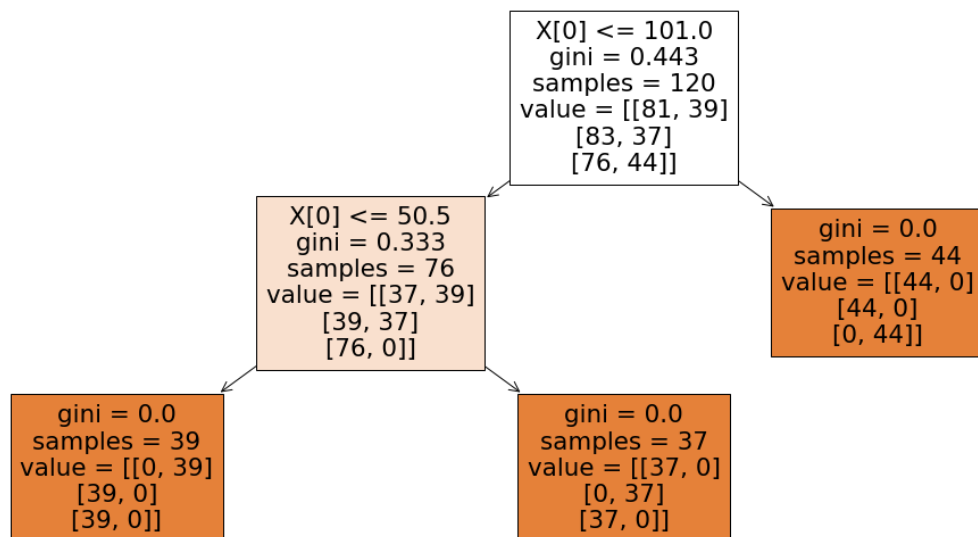 X[0] <= 101.0
gini = 0.443
samples = 120
value = [[81, 39]
[83, 37]
[76, 44]]
X[0] <= 50.5
gini = 0.333
samples = 76
value = [[37, 39]
[39, 37]
[76, 0]]
gini = 0.0
samples = 44
value = [[44, 0]
[44, 0]
[0, 44]]
gini = 0.0
samples = 39
value = [[0, 39]
[39, 0]
[39, 0]]
gini = 0.0
samples = 37
value = [[37, 0]
[0, 37]
[37, 0]]